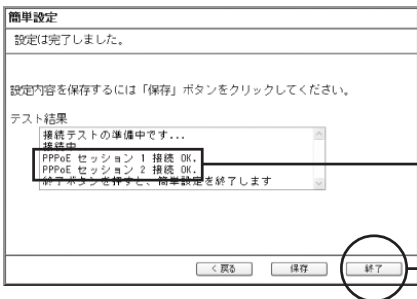 簡単設定
設定は完了しました。
設定内容を保存するには「保存」ボタンをクリックしてください。
テスト結果
接続テストの準備中です...
接続中
PPPoE セッション 1 接続 OK.
PPPoE セッション 2 接続 OK.
終了ボタンを押すと、簡単設定を終了します
< 戻る
保存
終了